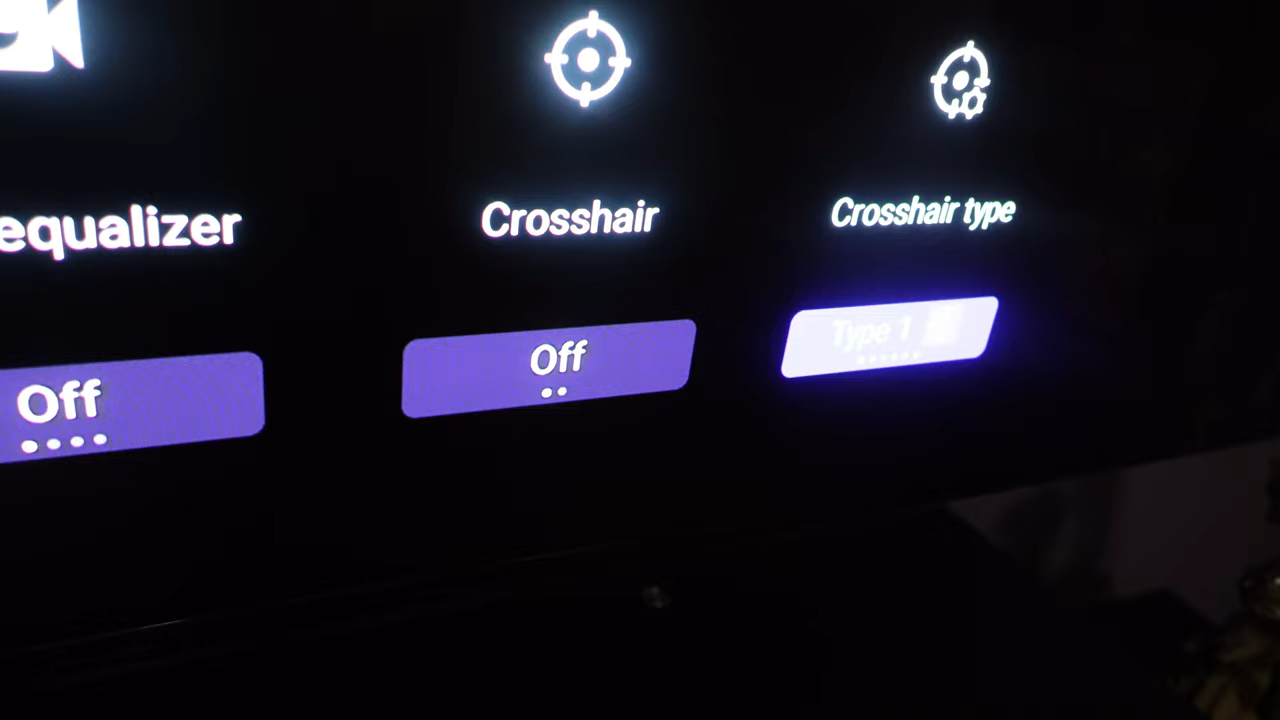 equalizer
Crosshair
Crosshair type
Off
Off
Type 1